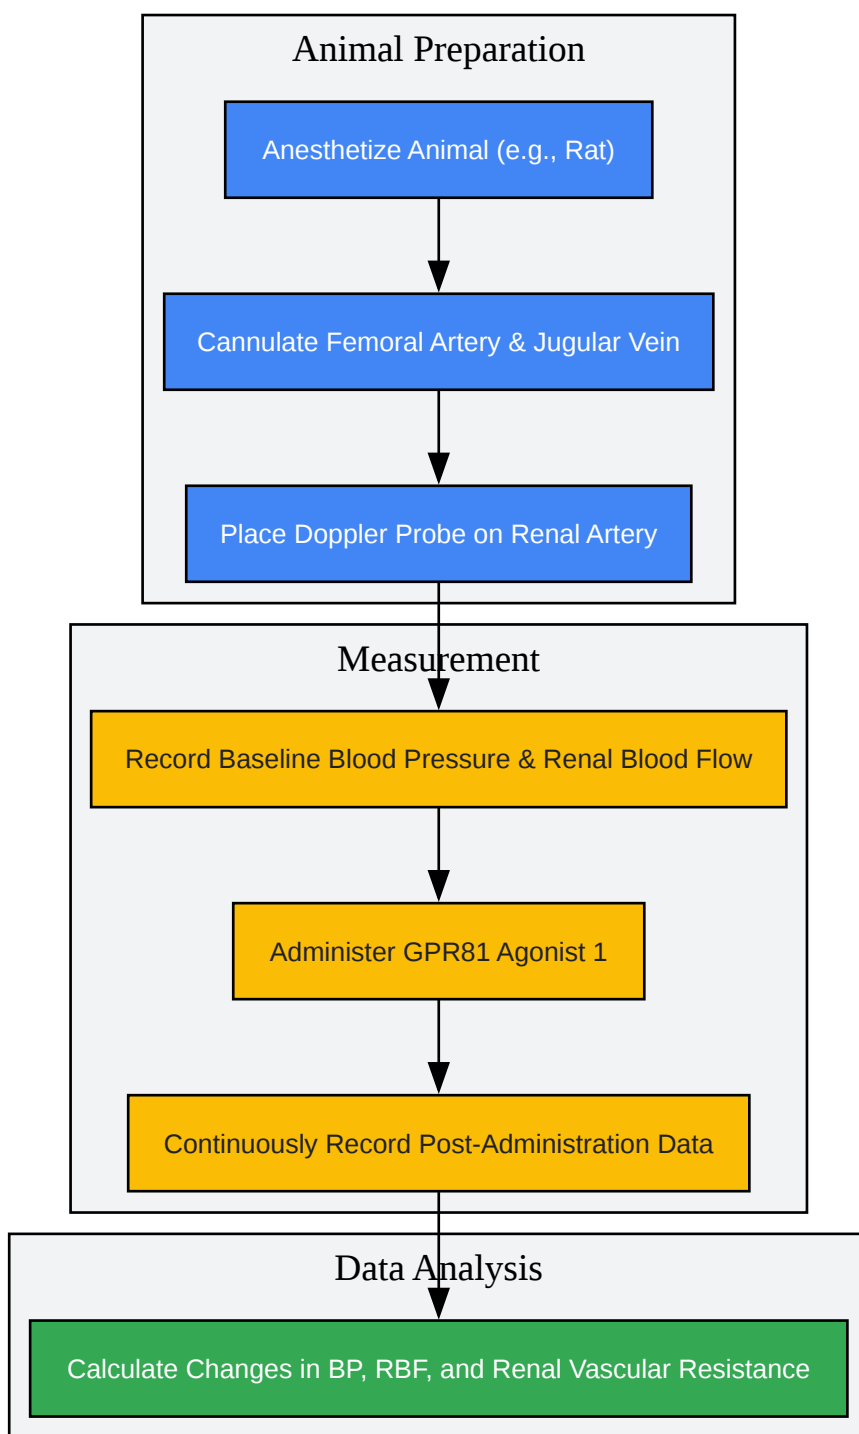 Animal Preparation
Anesthetize Animal (e.g., Rat)
Cannulate Femoral Artery & Jugular Vein
Place Doppler Probe on Renal Artery
Measurement
Record Baseline Blood Pressure & Renal Blood Flow
Administer GPR81 Agonist 1
Continuously Record Post-Administration Data
Data Analysis
Calculate Changes in BP, RBF, and Renal Vascular Resistance